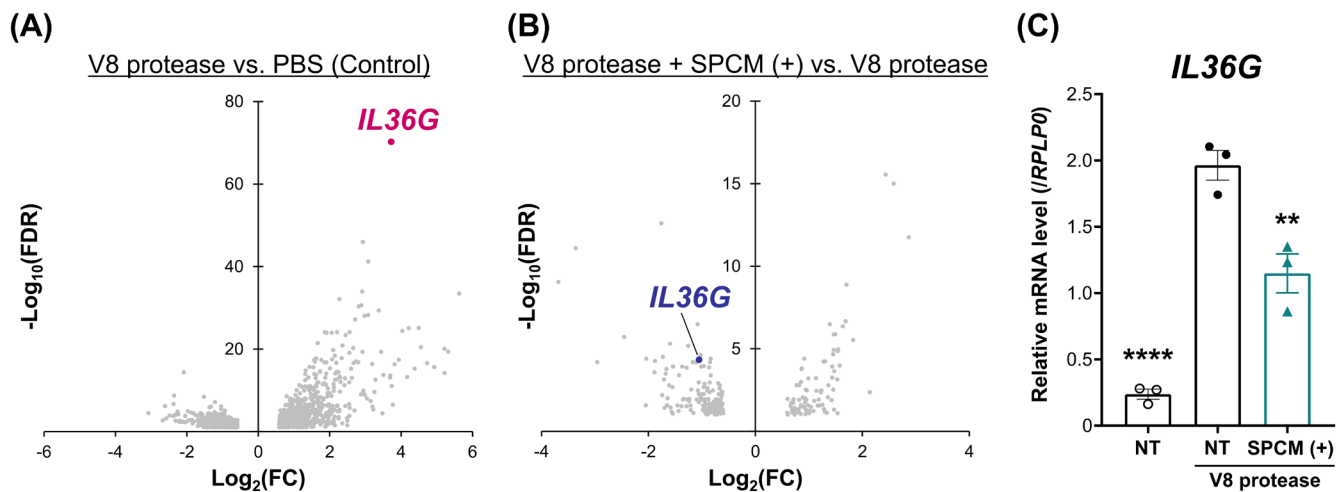 (A)
V8 protease vs. PBS (Control)
80
60
40
20
-Log10(FDR)
IL36G
-6
-4
-2
0
2
4
6
Log2(FC)
(B)
V8 protease + SPCM (+) vs. V8 protease
20
15
10
5
-Log10(FDR)
IL36G
-4
-2
0
2
4
Log2(FC)
(C)
IL36G
2.5
2.0
1.5
1.0
0.5
0
Relative mRNA level (/RPLP0)
****
**
NT
NT
SPCM (+)
V8 protease